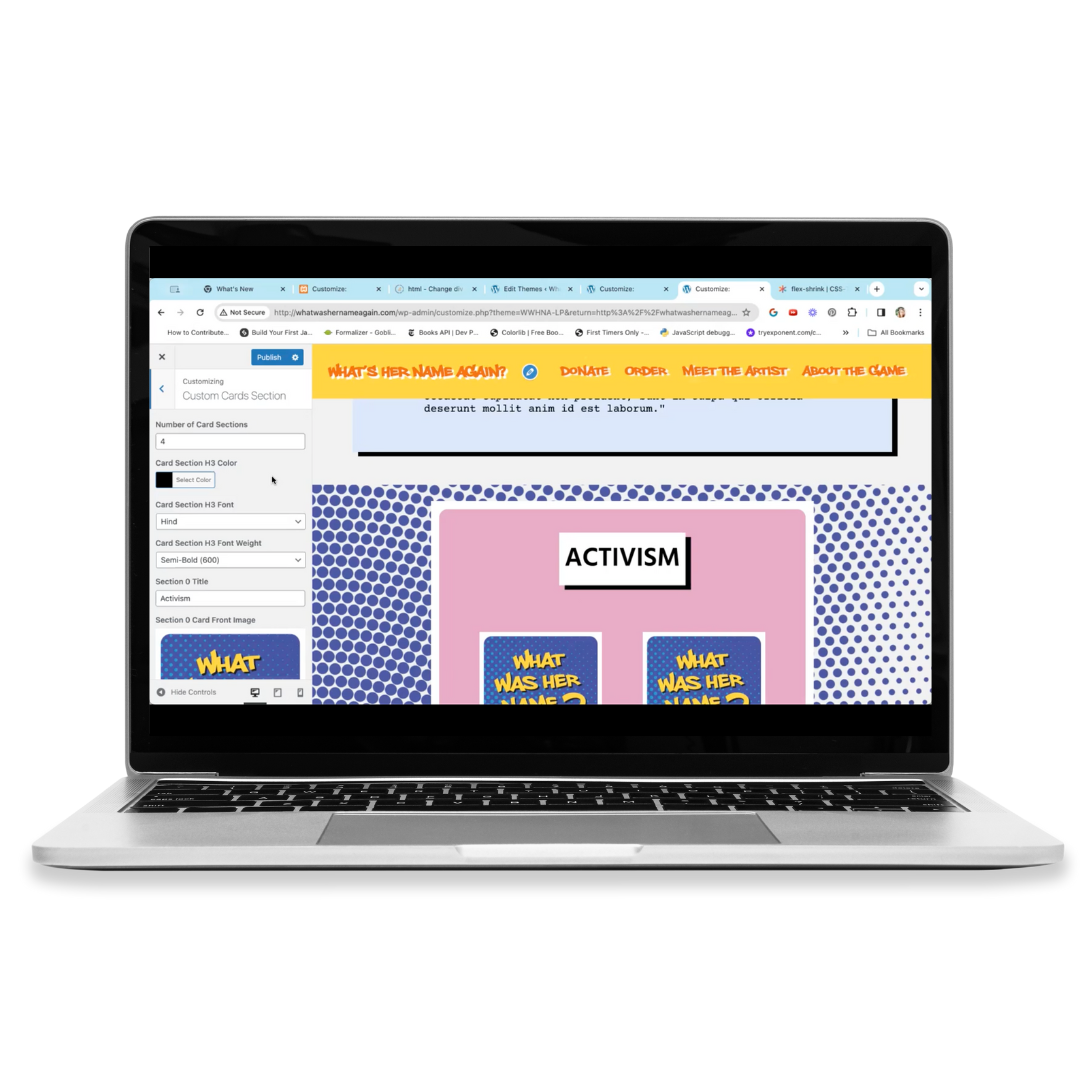 What's New
Customize:
html - Change di
Edit Themes ‹ Wh
Customize:
Customize:
flex-shrink | CSS-
Not Secure
http://whatwashernameagain.com/wp-admin/customize.php?theme=WWHNA-LP&return=http%3A%2F%2Fwhatwashernameag...
How to Contribute...
Build Your First Ja...
Formalizer - Gobli...
Books API | Dev P...
Colorlib | Free Boo...
First Timers Only -...
JavaScript debugg...
tryexponent.com/c...
All Bookmarks
Publish
Customizing
Custom Cards Section
Number of Card Sections
4
Card Section H3 Color
Select Color
Card Section H3 Font
Hind
Card Section H3 Font Weight
Semi-Bold (600)
Section 0 Title
Activism
Section 0 Card Front Image
WHAT
Hide Controls
WHAT'S HER NAME AGAIN?
DONATE
ORDER
MEET THE ARTIST
ABOUT THE GAME
deserunt mollit anim id est laborum."
ACTIVISM
WHAT
WAS HER
NAME?
WHAT
WAS HER
NAME?